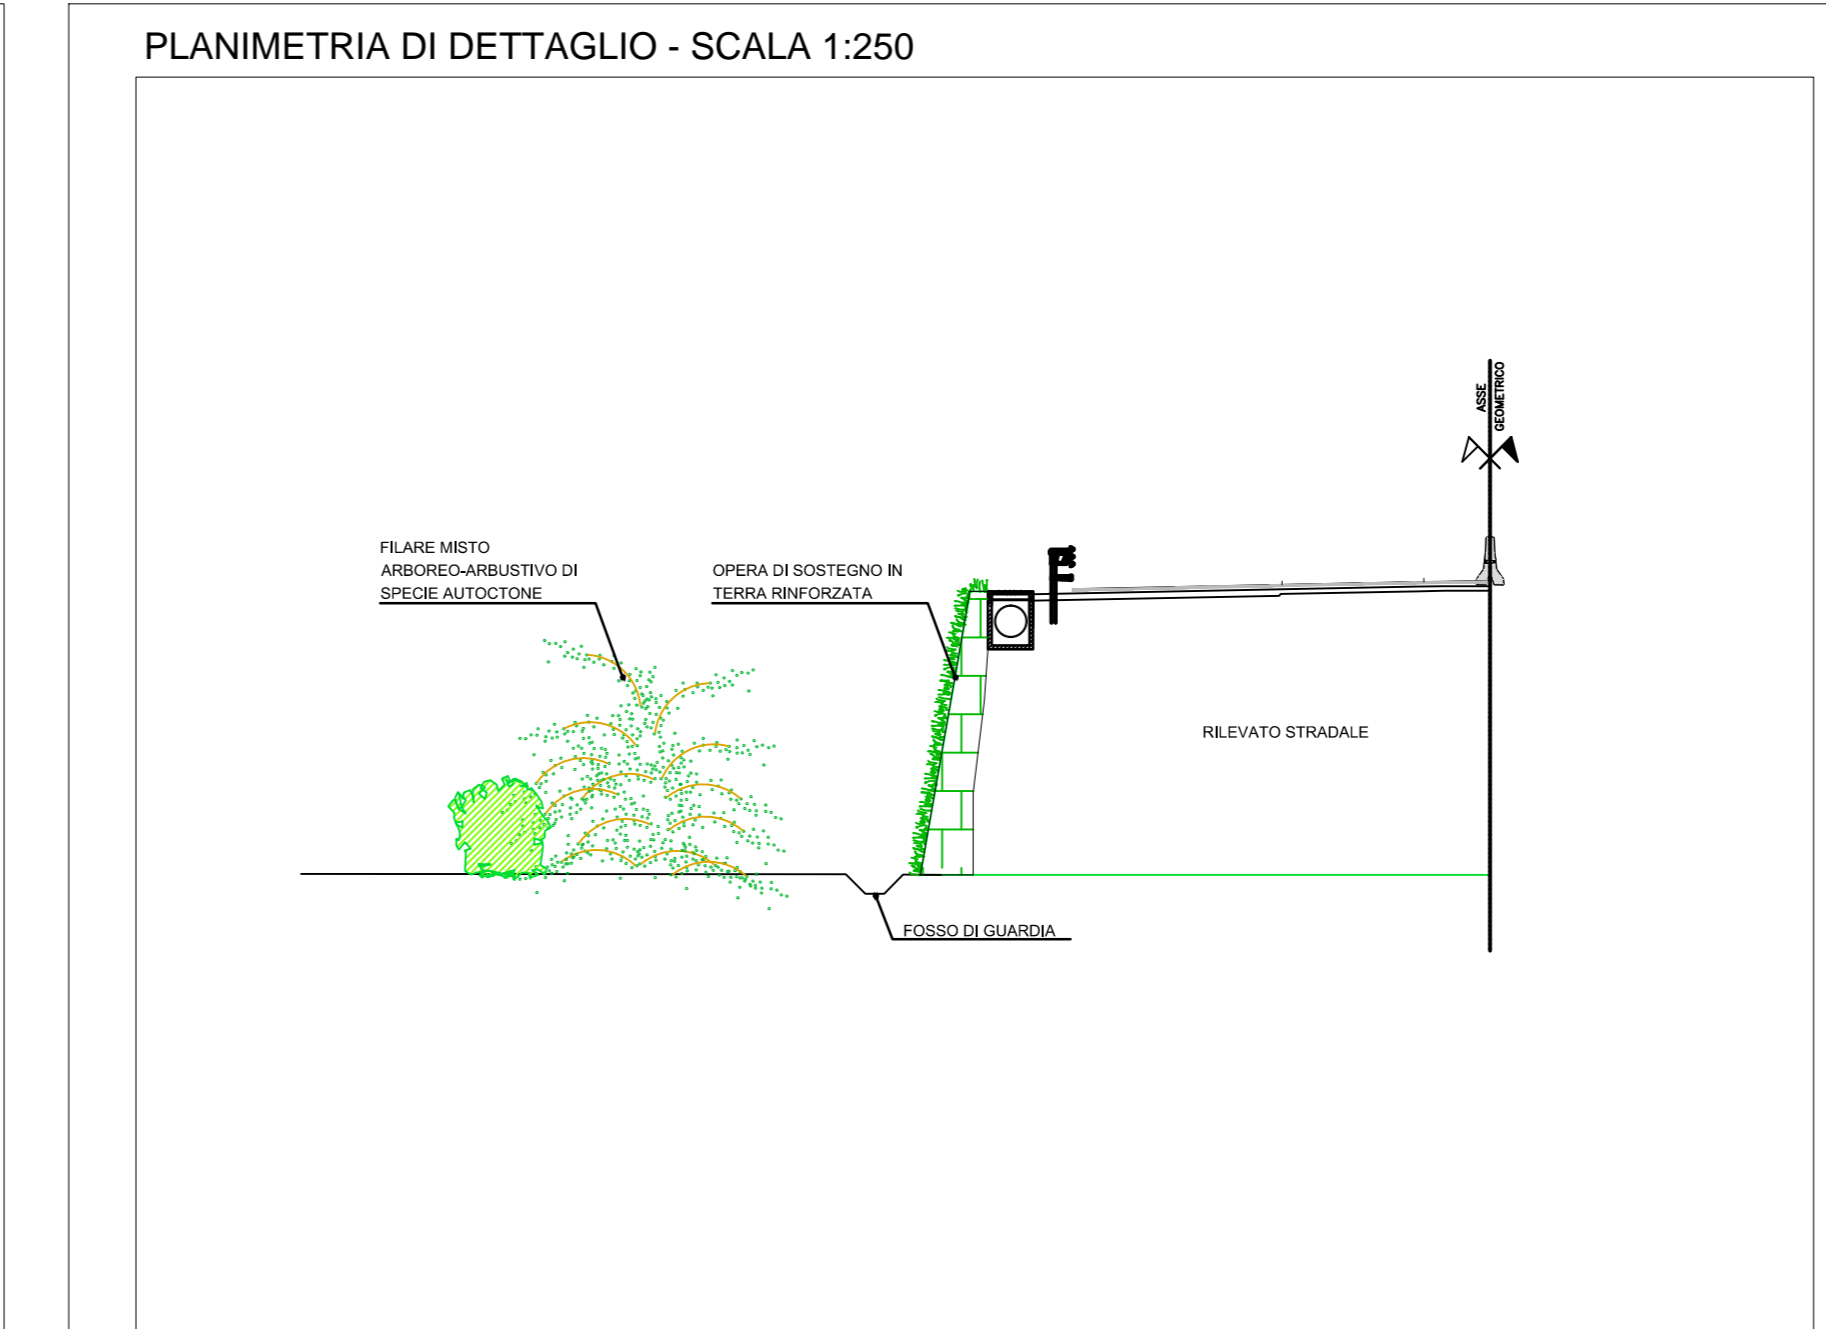 PLANIMETRIA DI DETTAGLIO - SCALA 1:250
ASSE
GEOMETRICO
FILARE MISTO
ARBOREO-ARBUSTIVO DI
SPECIE AUTOCTONE
OPERA DI SOSTEGNO IN
TERRA RINFORZATA
RILEVATO STRADALE
FOSSO DI GUARDIA